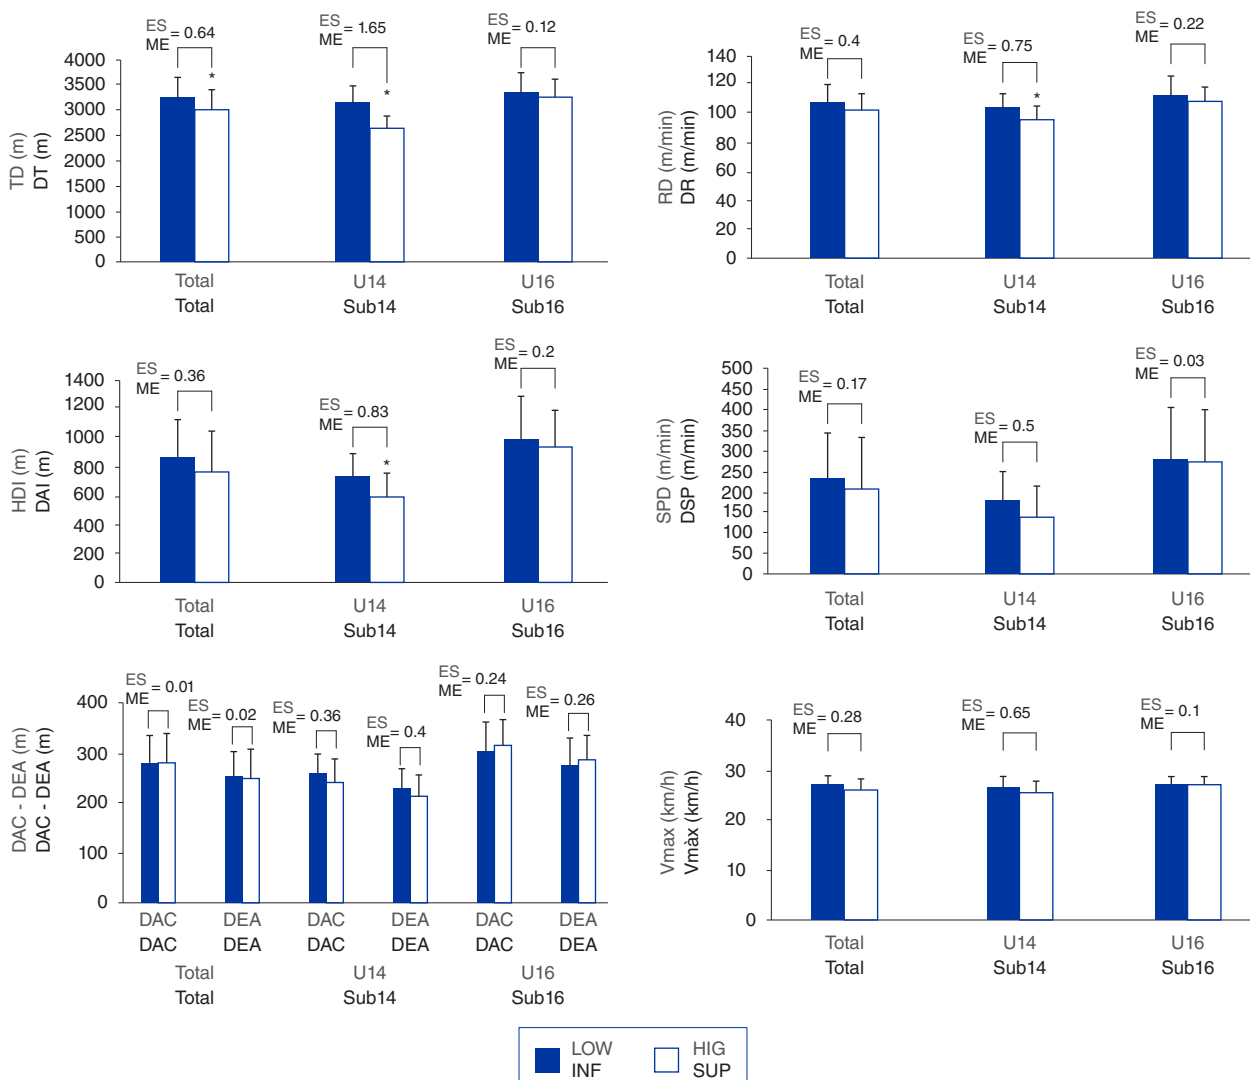 TD (m)
DT (m)
4000
3500
3000
2500
2000
1500
1000
500
0
ES
ME = 0.64
*
ES
ME = 1.65
*
ES
ME = 0.12
Total
Total
U14
Sub14
U16
Sub16
RD (m/min)
DR (m/min)
140
120
100
80
60
40
20
0
ES
ME = 0.4
ES
ME = 0.75
*
ES
ME = 0.22
Total
Total
U14
Sub14
U16
Sub16
HDI (m)
DAI (m)
1400
1200
1000
800
600
400
200
0
ES
ME = 0.36
ES
ME = 0.83
*
ES
ME = 0.2
Total
Total
U14
Sub14
U16
Sub16
SPD (m/min)
DSP (m/min)
500
450
400
350
300
250
200
150
100
50
0
ES
ME = 0.17
ES
ME = 0.5
ES
ME = 0.03
Total
Total
U14
Sub14
U16
Sub16
DAC - DEA (m)
DAC - DEA (m)
400
300
200
100
0
ES
ME = 0.01
ES
ME = 0.02
ES
ME = 0.36
ES
ME = 0.4
ES
ME = 0.24
ES
ME = 0.26
DAC DEA DAC DEA DAC DEA
DAC DEA DAC DEA DAC DEA
Total U14 U16
Total Sub14 Sub16
Vmax (km/h)
Vmàx (km/h)
40
30
20
10
0
ES
ME = 0.28
ES
ME = 0.65
ES
ME = 0.1
Total
Total
U14
Sub14
U16
Sub16
LOW
INF
HIG
SUP